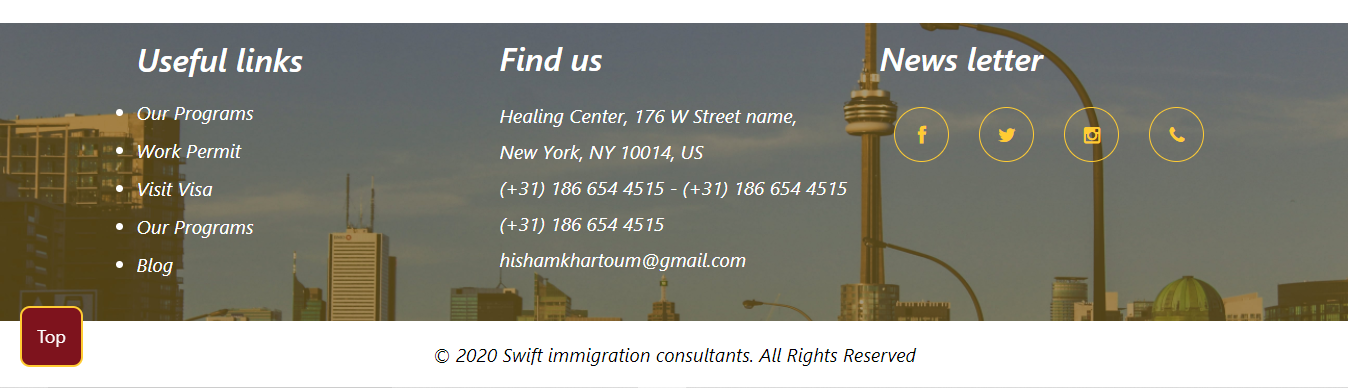 Useful links
Our Programs
Work Permit
Visit Visa
Our Programs
Blog
Find us
Healing Center, 176 W Street name,
New York, NY 10014, US
(+31) 186 654 4515 - (+31) 186 654 4515
(+31) 186 654 4515
hishamkhartoum@gmail.com
News letter
Top
© 2020 Swift immigration consultants. All Rights Reserved